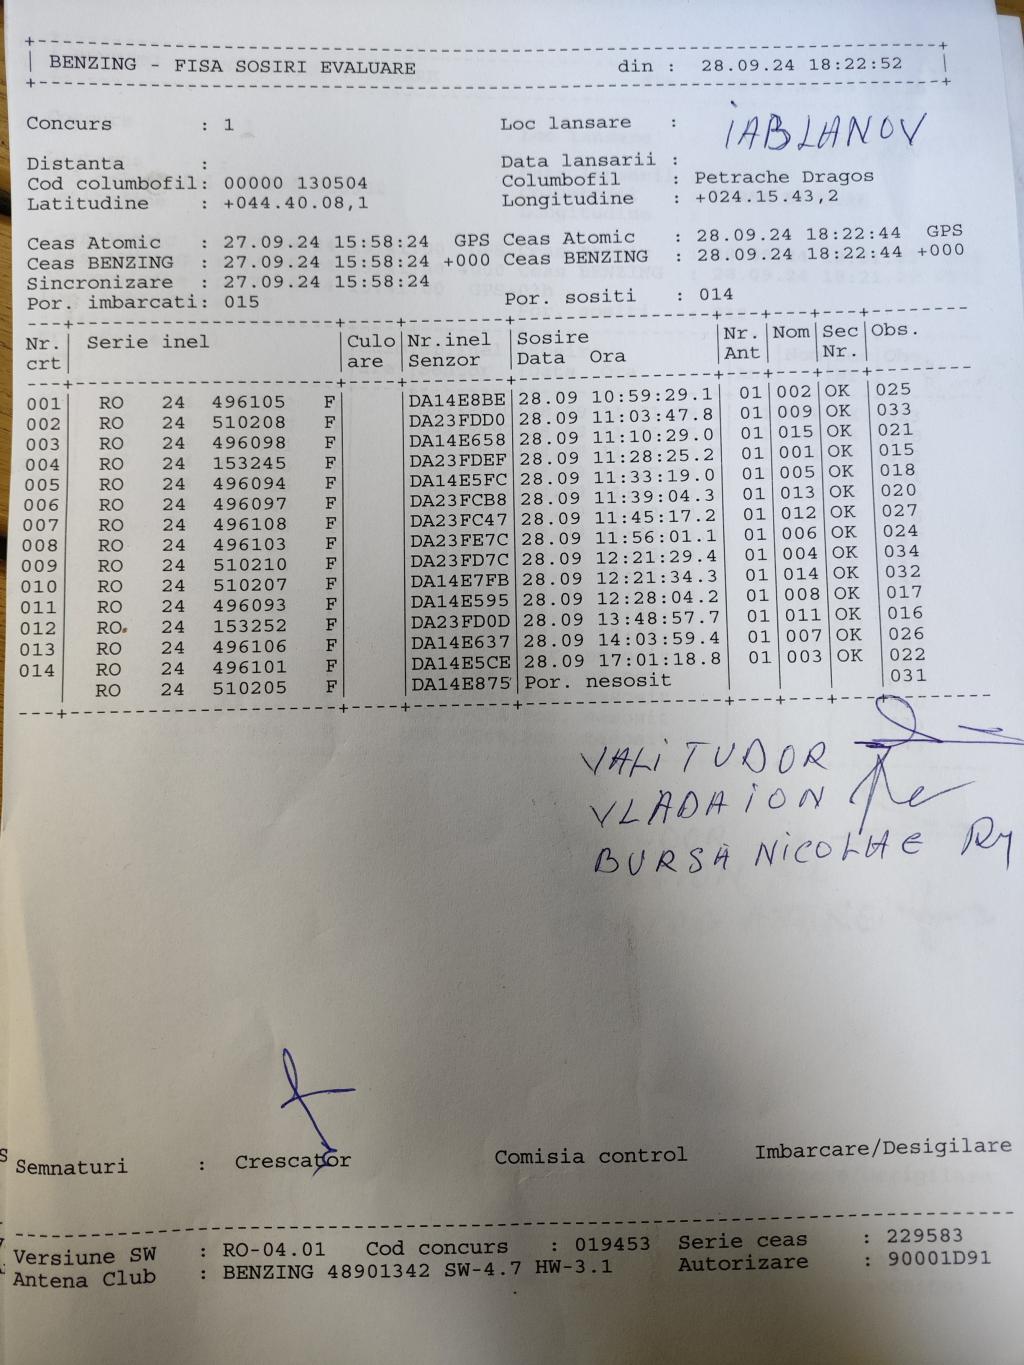 BENZING - FISA SOSIRI EVALUARE din : 28.09.24 18:22:52
Concurs : 1 Loc lansare : IABLANOV
Distanta : Data lansarii :
Cod columbofil: 00000 130504 Columbofil : Petrache Dragos
Latitudine : +044.40.08,1 Longitudine : +024.15.43,2
Ceas Atomic : 27.09.24 15:58:24 GPS Ceas Atomic : 28.09.24 18:22:44 GPS
Ceas BENZING : 27.09.24 15:58:24 +000 Ceas BENZING : 28.09.24 18:22:44 +000
Sincronizare : 27.09.24 15:58:24
Por. imbarcati: 015 Por. sositi : 014
Nr. Serie inel Culo Nr.inel Sosire Nr. Nom Sec Obs.
crt are Senzor Data Ora Ant Nr.
001 RO 24 496105 F DA14E8BE 28.09 10:59:29.1 01 002 OK 025
002 RO 24 510208 F DA23FDD0 28.09 11:03:47.8 01 009 OK 033
003 RO 24 496098 F DA14E658 28.09 11:10:29.0 01 015 OK 021
004 RO 24 153245 F DA23FDEF 28.09 11:28:25.2 01 001 OK 015
005 RO 24 496094 F DA14E5FC 28.09 11:33:19.0 01 005 OK 018
006 RO 24 496097 F DA23FCB8 28.09 11:39:04.3 01 013 OK 020
007 RO 24 496108 F DA23FC47 28.09 11:45:17.2 01 012 OK 027
008 RO 24 496103 F DA23FE7C 28.09 11:56:01.1 01 006 OK 024
009 RO 24 510210 F DA23FD7C 28.09 12:21:29.4 01 004 OK 034
010 RO 24 510207 F DA14E7FB 28.09 12:21:34.3 01 014 OK 032
011 RO 24 496093 F DA14E595 28.09 12:28:04.2 01 008 OK 017
012 RO 24 153252 F DA23FD0D 28.09 13:48:57.7 01 011 OK 016
013 RO 24 496106 F DA14E637 28.09 14:03:59.4 01 007 OK 026
014 RO 24 496101 F DA14E5CE 28.09 17:01:18.8 01 003 OK 022
RO 24 510205 F DA14E875 Por. nesosit 031
VALI TUDOR
VLADA ION
BURSA NICOLAE
Semnaturi : Crescator Comisia control Imbarcare/Desigilare
Versiune SW : RO-04.01 Cod concurs : 019453 Serie ceas : 229583
Antena Club : BENZING 48901342 SW-4.7 HW-3.1 Autorizare : 90001D91